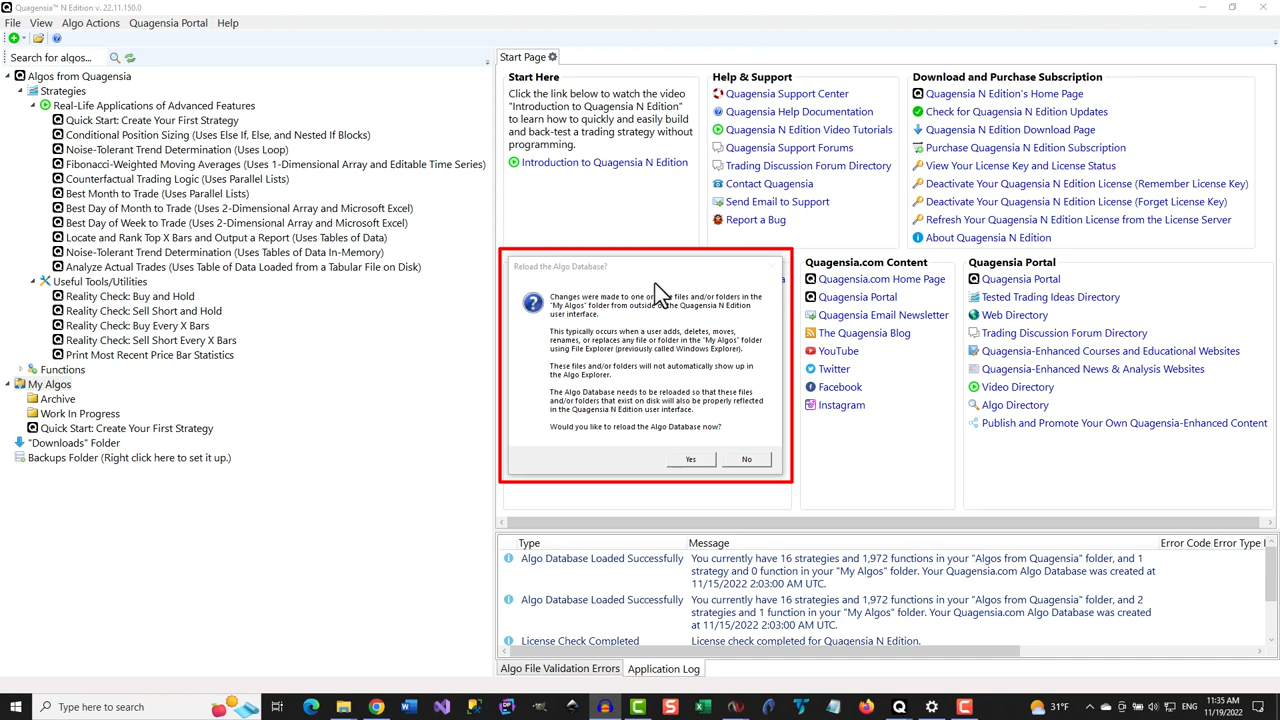 Quagensia™ N Edition v. 22.11.150.0
File View Algo Actions Quagensia Portal Help
Search for algos...
Algos from Quagensia
Strategies
Real-Life Applications of Advanced Features
Quick Start: Create Your First Strategy
Conditional Position Sizing (Uses Else If, Else, and Nested If Blocks)
Noise-Tolerant Trend Determination (Uses Loop)
Fibonacci-Weighted Moving Averages (Uses 1-Dimensional Array and Editable Time Series)
Counterfactual Trading Logic (Uses Parallel Lists)
Best Month to Trade (Uses Parallel Lists)
Best Day of Month to Trade (Uses 2-Dimensional Array and Microsoft Excel)
Best Day of Week to Trade (Uses 2-Dimensional Array and Microsoft Excel)
Locate and Rank Top X Bars and Output a Report (Uses Tables of Data)
Noise-Tolerant Trend Determination (Uses Tables of Data In-Memory)
Analyze Actual Trades (Uses Table of Data Loaded from a Tabular File on Disk)
Useful Tools/Utilities
Reality Check: Buy and Hold
Reality Check: Sell Short and Hold
Reality Check: Buy Every X Bars
Reality Check: Sell Short Every X Bars
Print Most Recent Price Bar Statistics
Functions
My Algos
Archive
Work In Progress
Quick Start: Create Your First Strategy
"Downloads" Folder
Backups Folder (Right click here to set it up.)
Start Page
Start Here
Click the link below to watch the video
"Introduction to Quagensia N Edition"
to learn how to quickly and easily build
and back-test a trading strategy without
programming.
Introduction to Quagensia N Edition
Help & Support
Quagensia Support Center
Quagensia Help Documentation
Quagensia N Edition Video Tutorials
Quagensia Support Forums
Trading Discussion Forum Directory
Contact Quagensia
Send Email to Support
Report a Bug
Download and Purchase Subscription
Quagensia N Edition's Home Page
Check for Quagensia N Edition Updates
Quagensia N Edition Download Page
Purchase Quagensia N Edition Subscription
View Your License Key and License Status
Deactivate Your Quagensia N Edition License (Remember License Key)
Deactivate Your Quagensia N Edition License (Forget License Key)
Refresh Your Quagensia N Edition License from the License Server
About Quagensia N Edition
Reload the Algo Database?
Changes were made to one or files and/or folders in the
"My Algos" folder from outside the Quagensia N Edition
user interface.
This typically occurs when a user adds, deletes, moves,
renames, or replaces any file or folder in the "My Algos" folder
using File Explorer (previously called Windows Explorer).
These files and/or folders will not automatically show up in
the Algo Explorer.
The Algo Database needs to be reloaded so that these files
and/or folders that exist on disk will also be properly reflected
in the Quagensia N Edition user interface.
Would you like to reload the Algo Database now?
Yes No
Quagensia.com Content
Quagensia.com Home Page
Quagensia Portal
Quagensia Email Newsletter
The Quagensia Blog
YouTube
Twitter
Facebook
Instagram
Quagensia Portal
Quagensia Portal
Tested Trading Ideas Directory
Web Directory
Trading Discussion Forum Directory
Quagensia-Enhanced Courses and Educational Websites
Quagensia-Enhanced News & Analysis Websites
Video Directory
Algo Directory
Publish and Promote Your Own Quagensia-Enhanced Content
Type Message Error Code Error Type
Algo Database Loaded Successfully You currently have 16 strategies and 1,972 functions in your "Algos from Quagensia" folder, and 1
strategy and 0 function in your "My Algos" folder. Your Quagensia.com Algo Database was created at
11/15/2022 2:03:00 AM UTC.
Algo Database Loaded Successfully You currently have 16 strategies and 1,972 functions in your "Algos from Quagensia" folder, and 2
strategies and 1 function in your "My Algos" folder. Your Quagensia.com Algo Database was created
at 11/15/2022 2:03:00 AM UTC.
License Check Completed License check completed for Quagensia N Edition.
Algo File Validation Errors Application Log
Type here to search
31°F
ENG
11:35 AM
11/19/2022